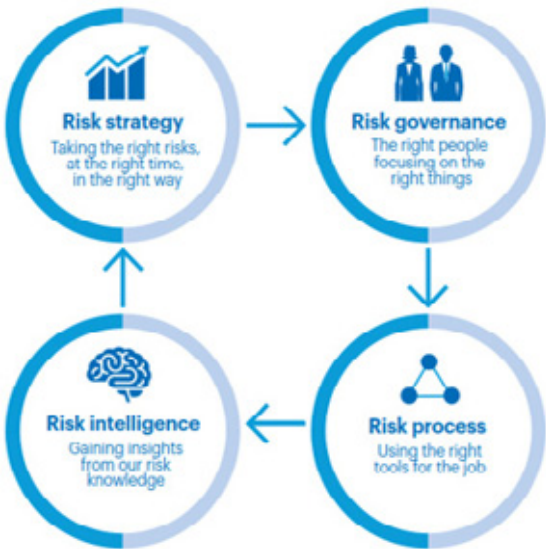 Risk strategy
Taking the right risks,
at the right time,
in the right way
Risk governance
The right people
focusing on the
right things
Risk intelligence
Gaining insights
from our risk
knowledge
Risk process
Using the right
tools for the job